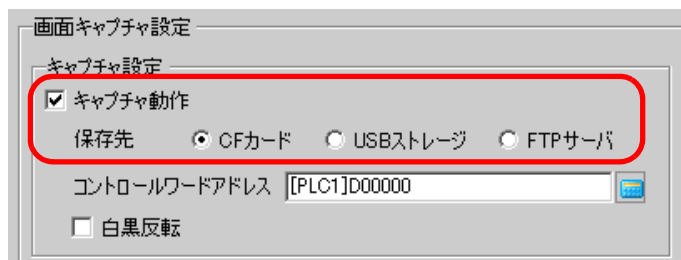 画面キャプチャ設定
キャプチャ設定
キャプチャ動作
保存先 CFカード USBストレージ FTPサーバ
コントロールワードアドレス [PLC1]D00000
白黒反転